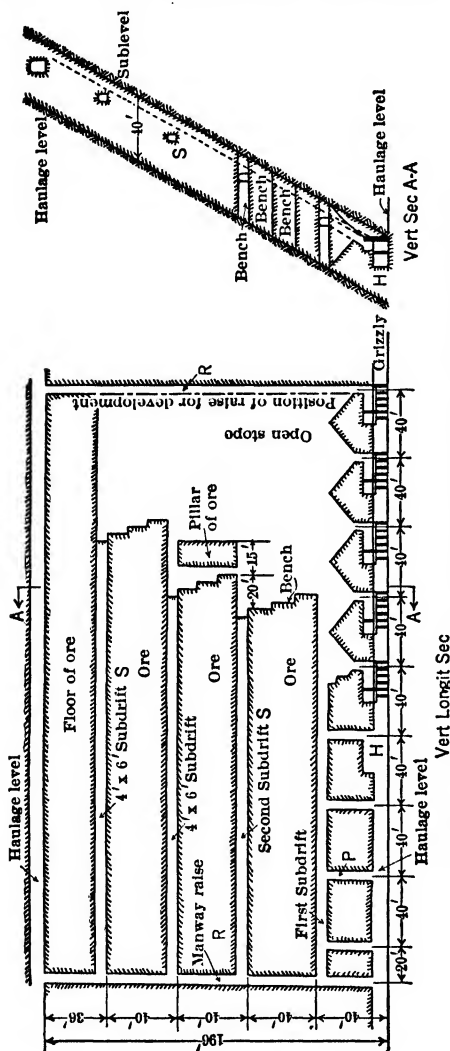 Haulage level
A
A
Floor of ore
4' x 6' Subdrift S
Ore
Pillar
of ore
20'
15'
4' x 6' Subdrift S
Ore
Bench
Second Subdrift S
Ore
Manway raise
R
First Subdrift
P
H
Haulage level
Open stope
Position of raise for development
R
Grizzly
36'
40'
40'
40'
40'
196'
20'
40'
40'
40'
40'
40'
40'
40'
40'
Vert Longit Sec
Haulage level
Sublevel
40'
S
Bench
Bench
Bench
H
Haulage level
Vert Sec A-A